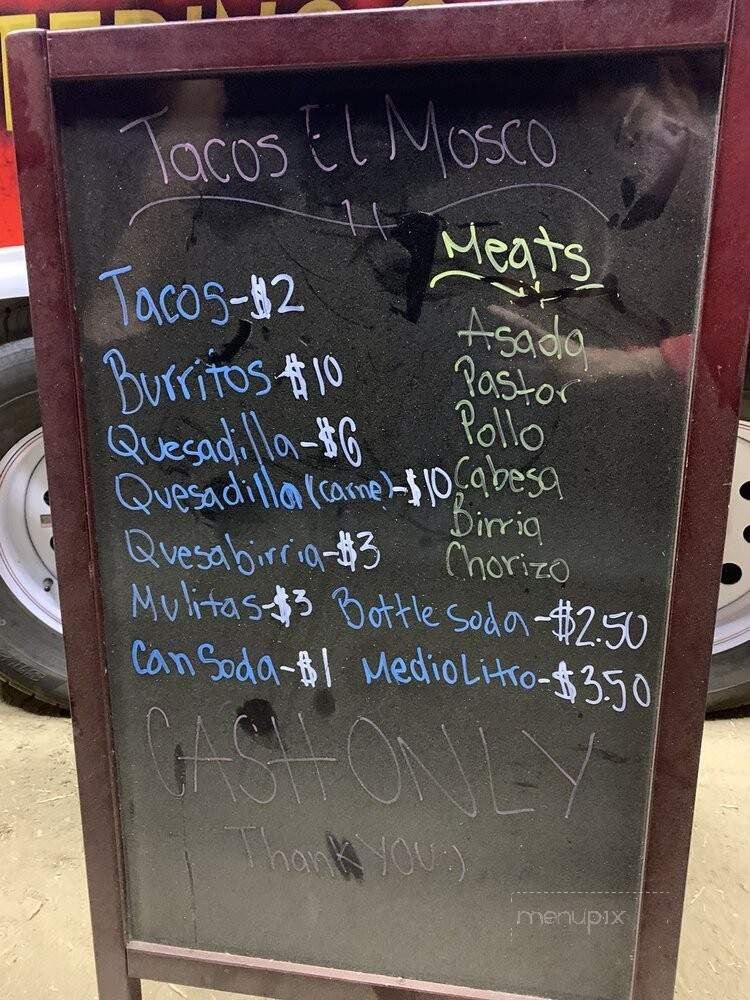 Tacos El Mosco
Meats
Tacos-$2
Asada
Burritos $10
Pastor
Quesadilla-$6
Pollo
Quesadilla(carne)-$10
Cabesa
Quesabirria-$3
Birria
Chorizo
Mulitas-$3 Bottle soda-$2.50
Can Soda-$1 Medio Litro-$3.50
CASH ONLY
Thank YOU:)
menupix